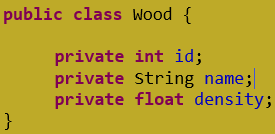 public class Wood {
private int id;
private String name;
private float density;
}